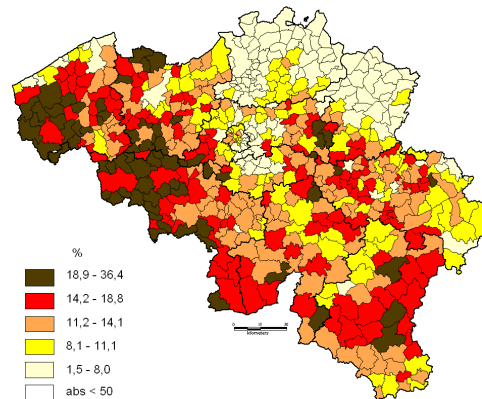 %
18,9 - 36,4
14,2 - 18,8
11,2 - 14,1
8,1 - 11,1
1,5 - 8,0
abs < 50
kilometers